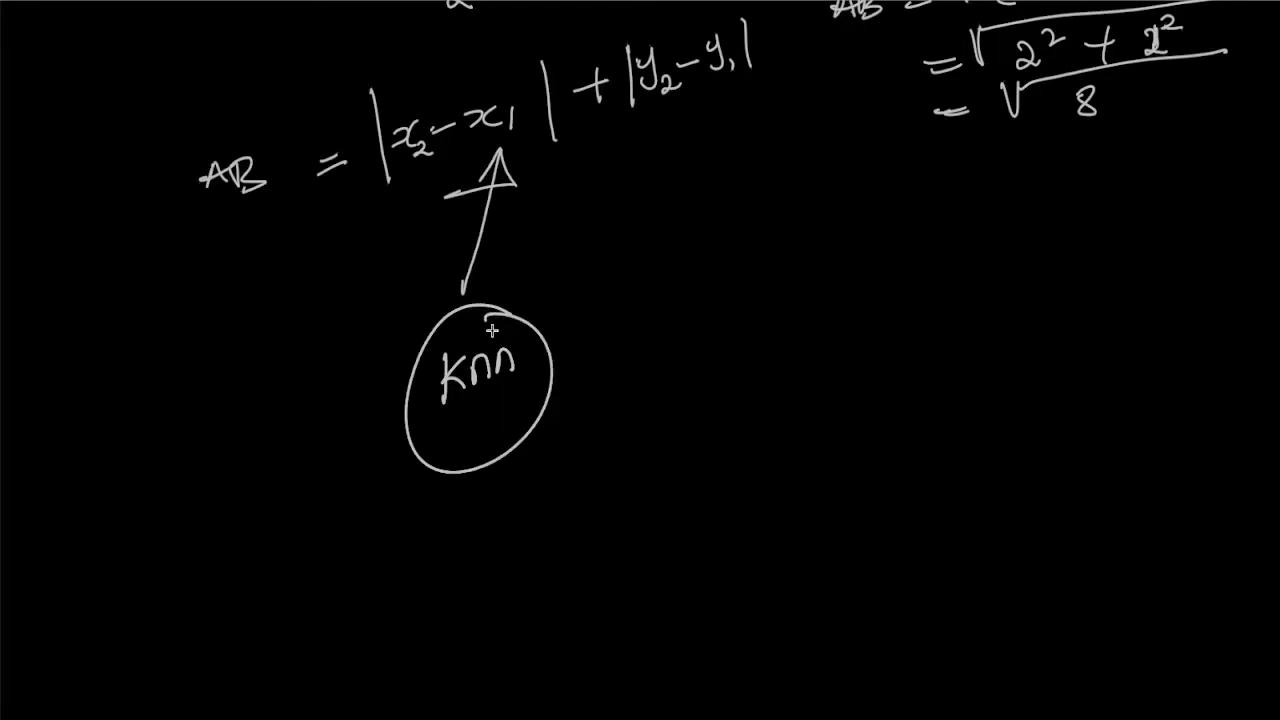 AB = |x₂ - x₁| + |y₂ - y₁|
= √2² + 2²
= √8
Knn